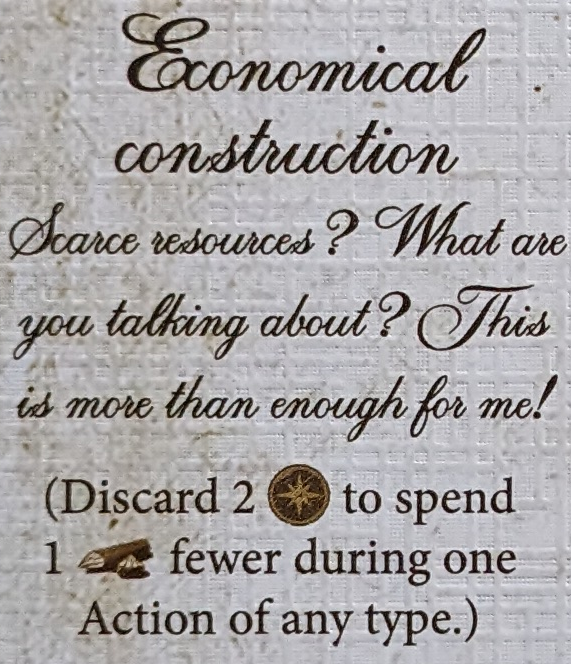 Economical
construction
Scarce resources? What are
you talking about? This
is more than enough for me!
(Discard 2 to spend
1 fewer during one
Action of any type.)